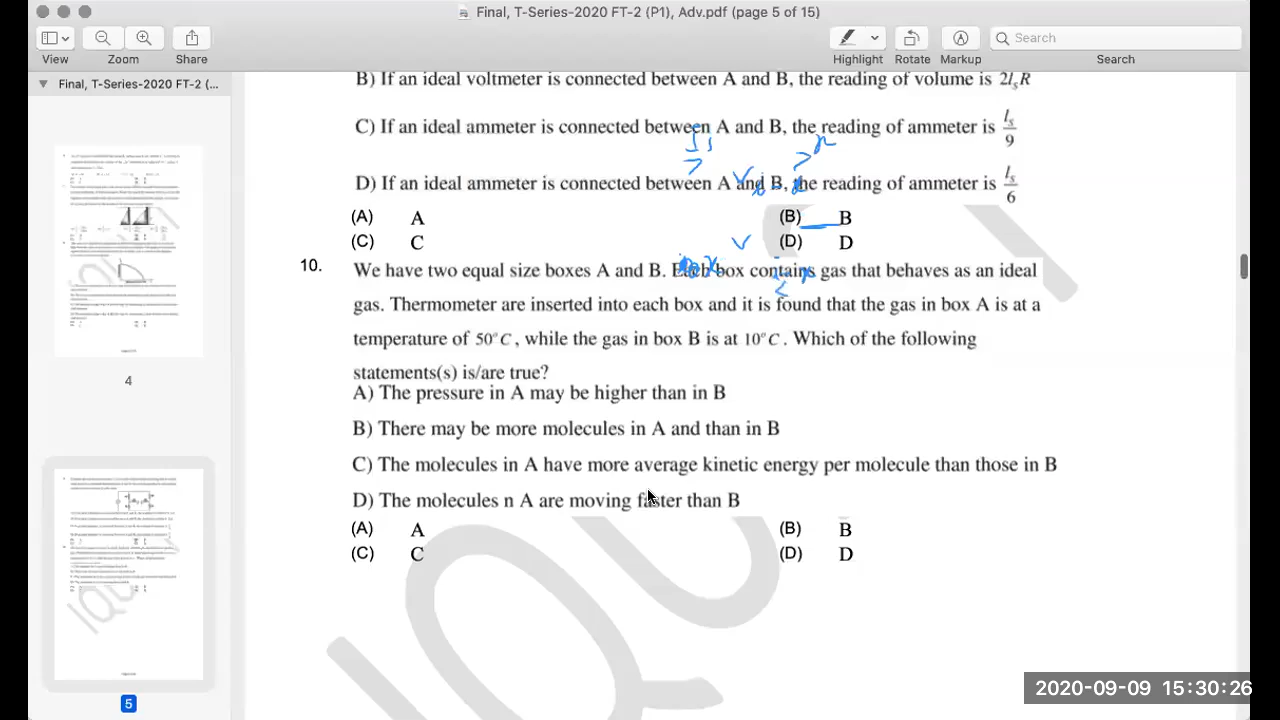 Final, T-Series-2020 FT-2 (P1), Adv.pdf (page 5 of 15)
View
Zoom
Share
Highlight
Rotate
Markup
Search
Search
Final, T-Series-2020 FT-2 (P1), Adv.pdf (...
4
5
B) If an ideal voltmeter is connected between A and B, the reading of volume is 2I_s R
C) If an ideal ammeter is connected between A and B, the reading of ammeter is I_s/9
D) If an ideal ammeter is connected between A and B, the reading of ammeter is I_s/6
(A) A (B) B
(C) C (D) D
10. We have two equal size boxes A and B. Each box contains gas that behaves as an ideal
gas. Thermometer are inverted into each box and it is found that the gas in box A is at a
temperature of 50°C, while the gas in box B is at 10°C. Which of the following
statements(s) is/are true?
A) The pressure in A may be higher than in B
B) There may be more molecules in A and than in B
C) The molecules in A have more average kinetic energy per molecule than those in B
D) The molecules n A are moving faster than B
(A) A (B) B
(C) C (D) D
2020-09-09 15:30:26